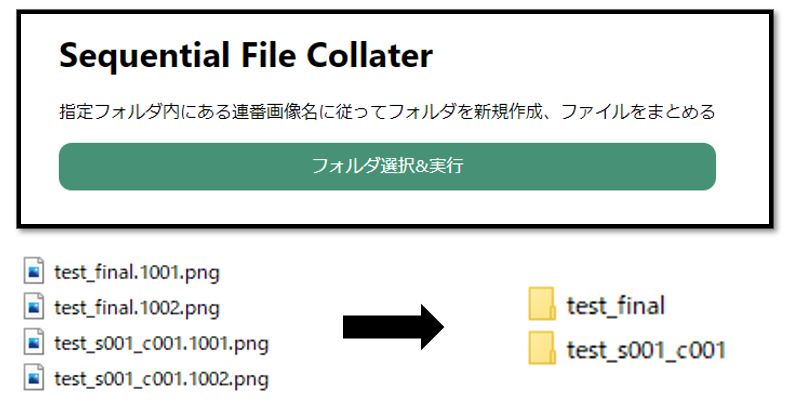 Sequential File Collater
指定フォルダ内にある連番画像名に従ってフォルダを新規作成、ファイルをまとめる
フォルダ選択&実行
test_final.1001.png
test_final.1002.png
test_s001_c001.1001.png
test_s001_c001.1002.png
test_final
test_s001_c001